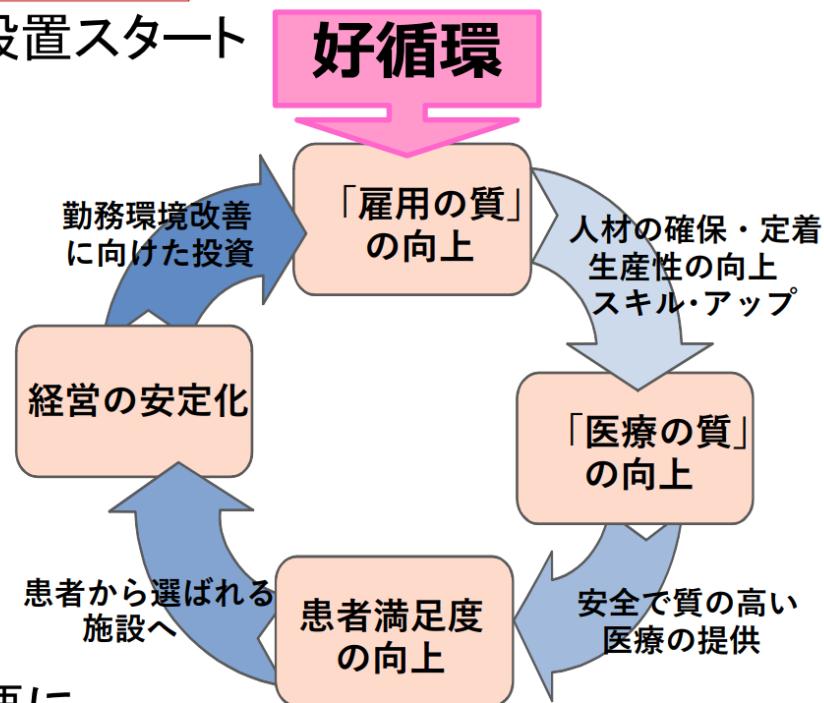 設置スタート
好循環
「雇用の質」
の向上
人材の確保・定着
生産性の向上
スキル・アップ
「医療の質」
の向上
安全で質の高い
医療の提供
患者満足度
の向上
患者から選ばれる
施設へ
経営の安定化
勤務環境改善
に向けた投資